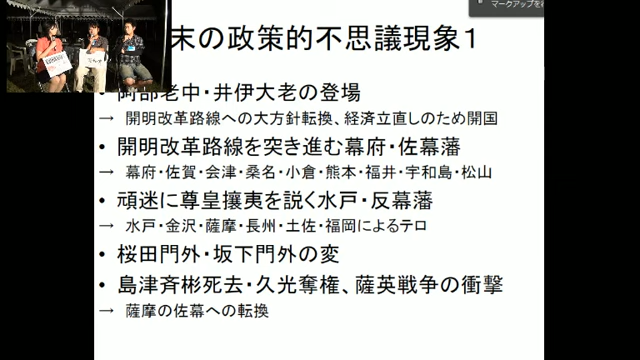 マークアップを
末の政策的不思議現象１
• 阿部老中・井伊大老の登場
→ 開明改革路線への大方針転換、経済立直しのため開国
• 開明改革路線を突き進む幕府・佐幕藩
→ 幕府・佐賀・会津・桑名・小倉・熊本・福井・宇和島・松山
• 頑迷に尊皇攘夷を説く水戸・反幕藩
→ 水戸・金沢・薩摩・長州・土佐・福岡によるテロ
• 桜田門外・坂下門外の変
• 島津斉彬死去・久光奪権、薩英戦争の衝撃
→ 薩摩の佐幕への転換